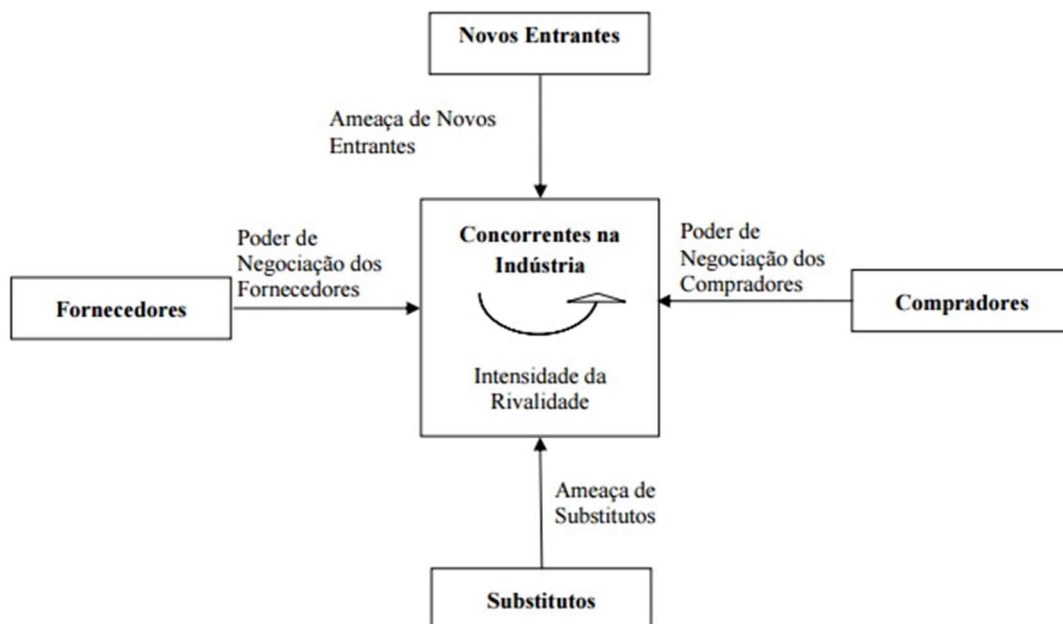 Novos Entrantes
Ameaça de Novos
Entrantes
Concorrentes na
Indústria
Intensidade da
Rivalidade
Poder de
Negociação dos
Fornecedores
Fornecedores
Poder de
Negociação dos
Compradores
Compradores
Ameaça de
Substitutos
Substitutos